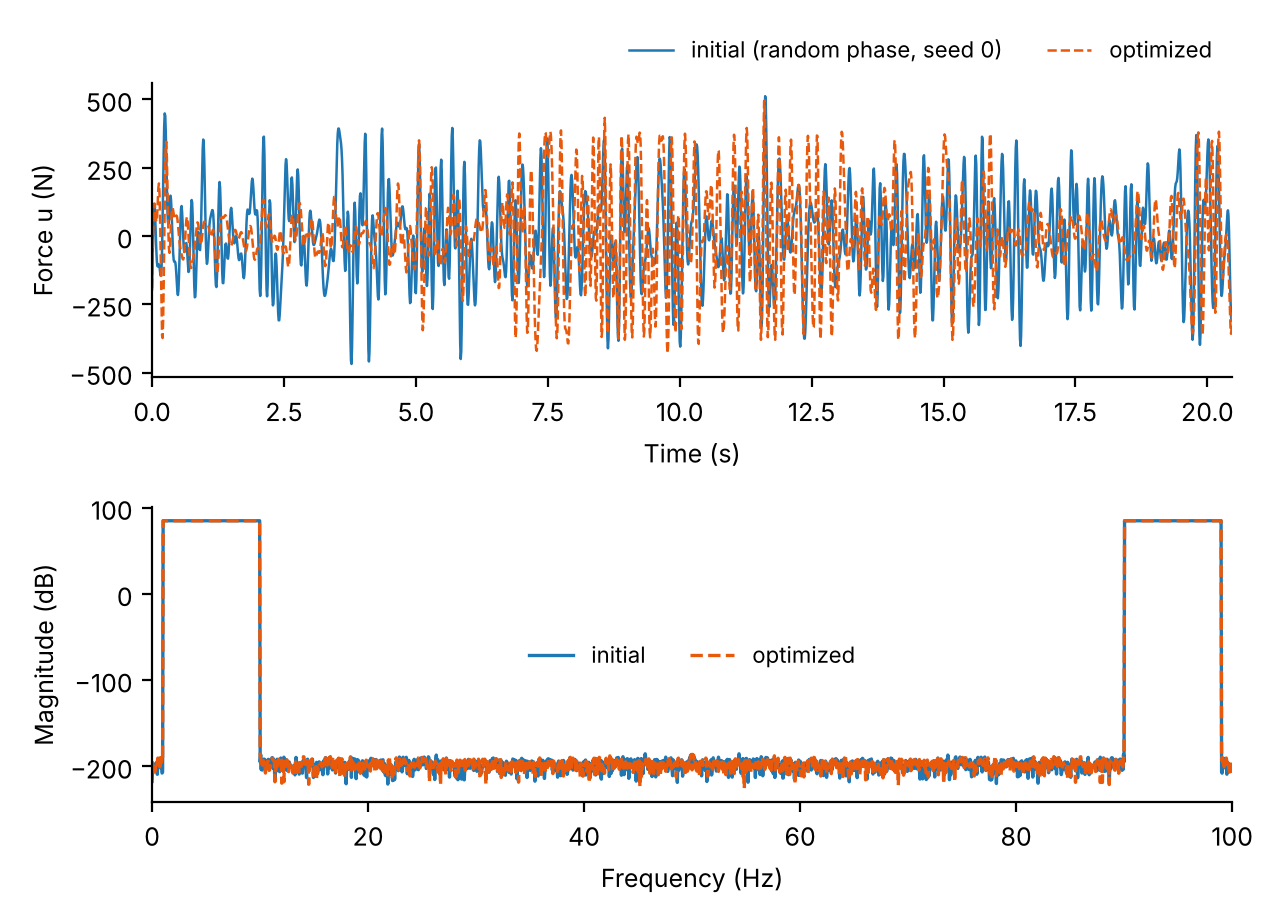 initial (random phase, seed 0) optimized
500
250
0
−250
−500
Force u (N)
0.0 2.5 5.0 7.5 10.0 12.5 15.0 17.5 20.0
Time (s)
100
0
−100
−200
Magnitude (dB)
initial optimized
0 20 40 60 80 100
Frequency (Hz)